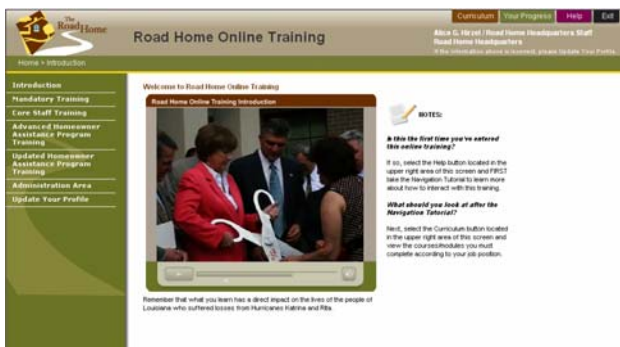 The
Road Home
Road Home Online Training
Curriculum
Your Progress
Help
Exit
Alice G. Hirzel / Road Home Headquarters Staff
Road Home Headquarters
If the information above is incorrect, please Update Your Profile.
Home > Introduction
Introduction
Mandatory Training
Core Staff Training
Advanced Homeowner
Assistance Program
Training
Updated Homeowner
Assistance Program
Training
Administration Area
Update Your Profile
Welcome to Road Home Online Training
Road Home Online Training Introduction
Remember that what you learn has a direct impact on the lives of the people of
Louisiana who suffered losses from Hurricanes Katrina and Rita.
NOTES:
Is this the first time you've entered
this online training?
If so, select the Help button located in the
upper right area of this screen and FIRST
take the Navigation Tutorial to learn more
about how to interact with this training.
What should you look at after the
Navigation Tutorial?
Next, select the Curriculum button located
in the upper right area of this screen and
view the courses/modules you must
complete according to your job position.